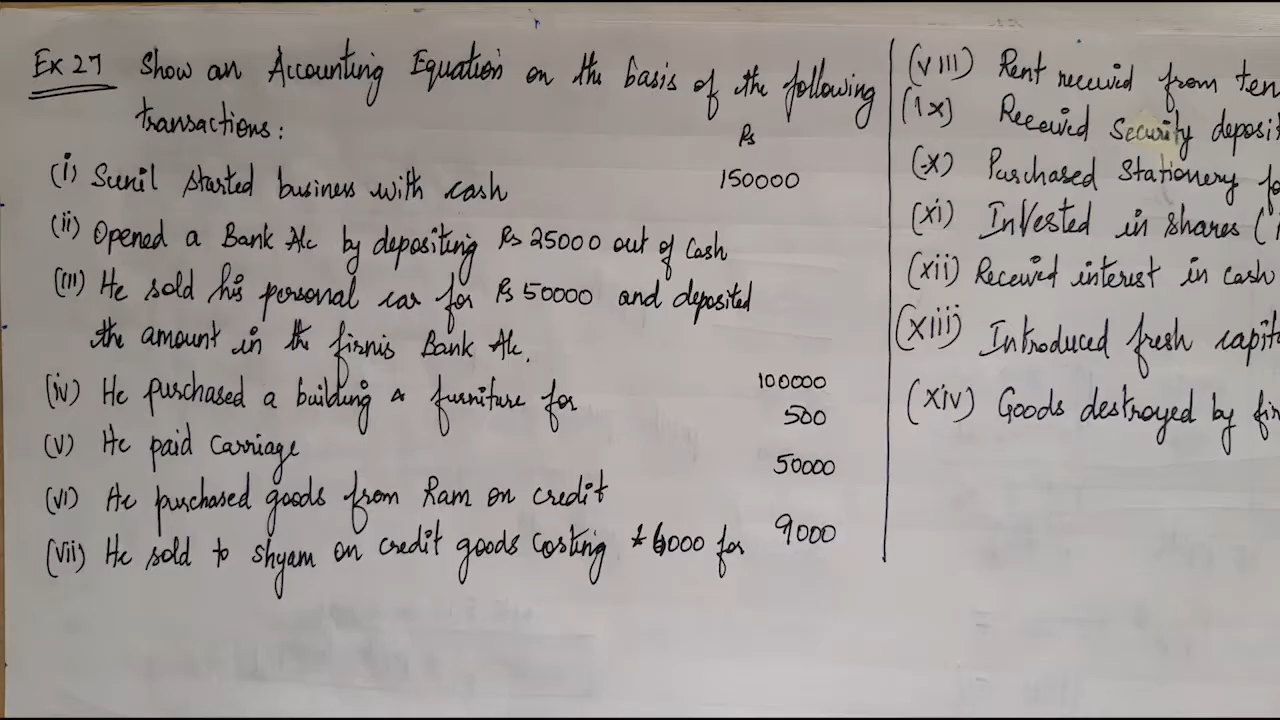 Ex 27 Show an Accounting Equation on the basis of the following
transactions:
Rs
(i) Sunil started business with cash 150000
(ii) Opened a Bank A/c by depositing Rs 25000 out of Cash
(III) He sold his personal car for Rs 50000 and deposited
the amount in the firm's Bank A/c.
(iv) He purchased a building & furniture for 100000
(v) He paid Carriage 500
(vi) He purchased goods from Ram on credit 50000
(vii) He sold to Shyam on credit goods costing 6000 for 9000
(VIII) Rent received from ten
(IX) Received Security deposi
(X) Purchased Stationery fo
(xi) Invested in shares (
(xii) Received interest in cash
(xiii) Introduced fresh capita
(xiv) Goods destroyed by fir